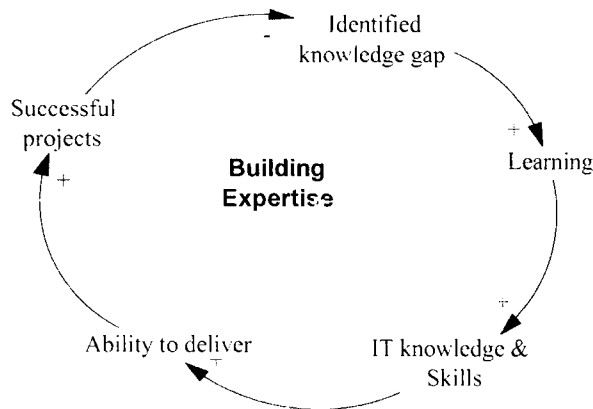 Identified
knowledge gap
-
+
Learning
+
IT knowledge &
Skills
+
Ability to deliver
+
Successful
projects
Building
Expertise